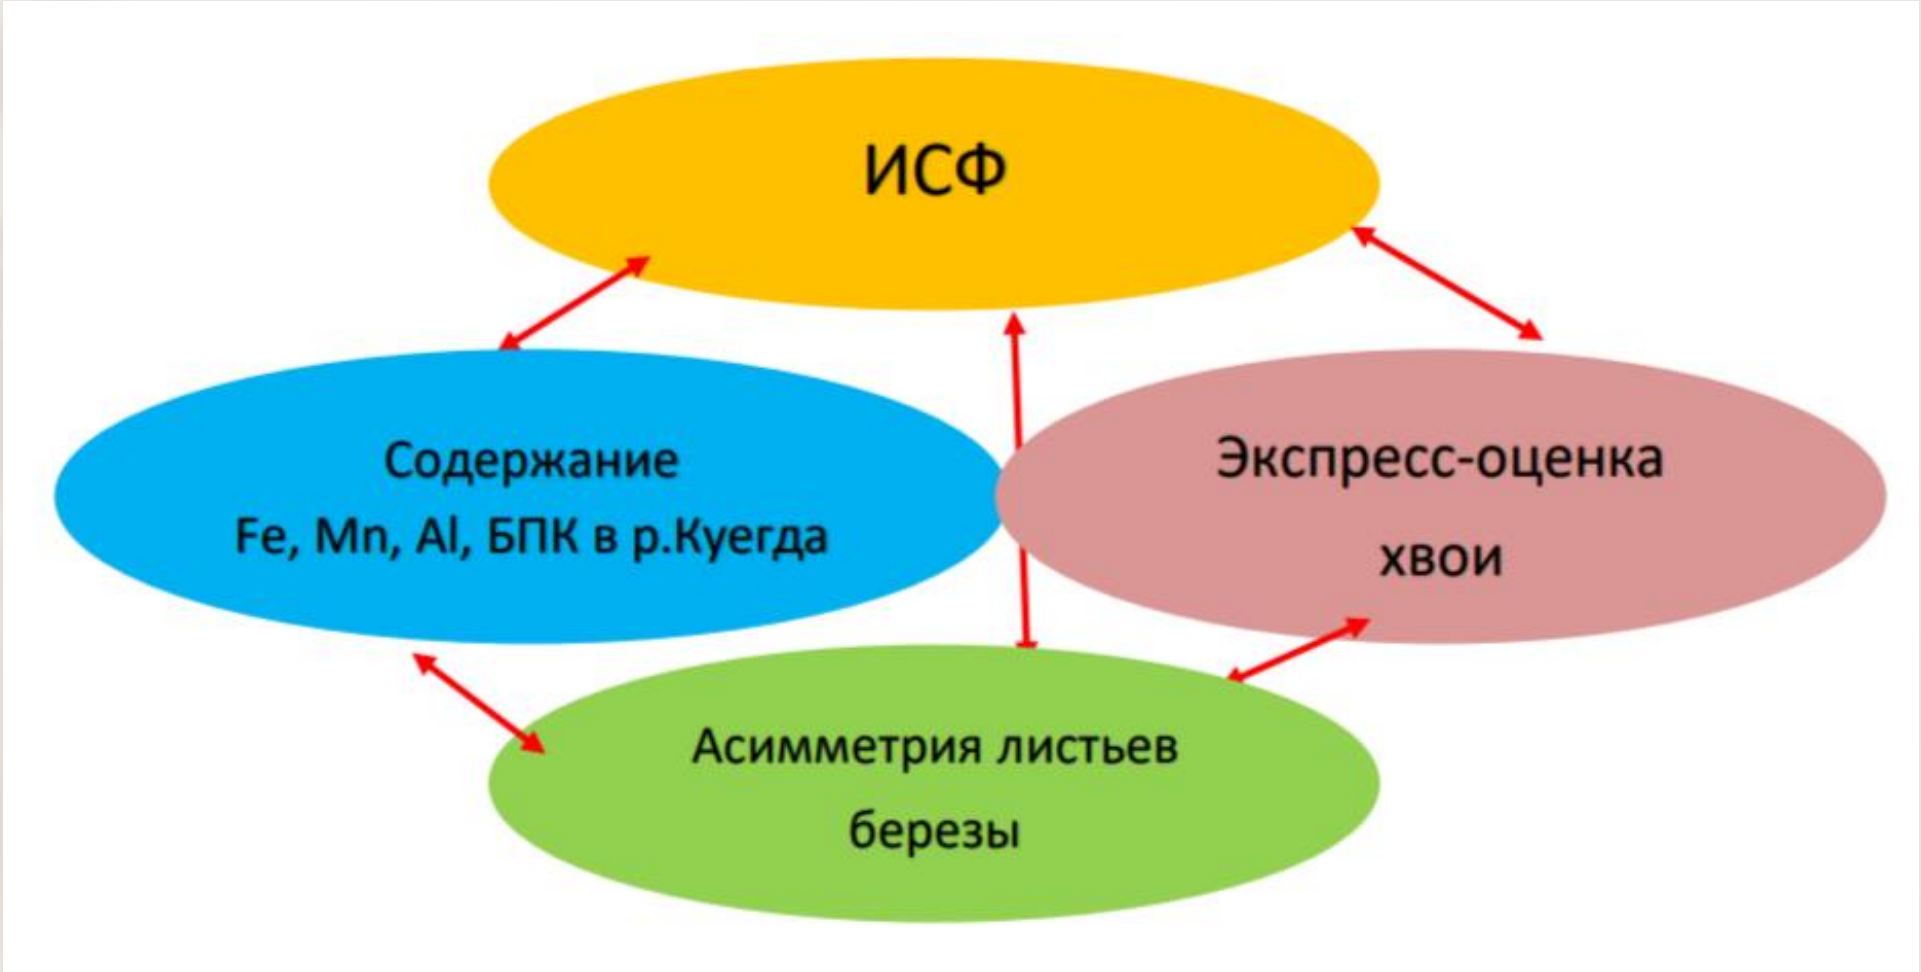 ИСФ
Содержание
Fe, Mn, Al, БПК в р.Куегда
Экспресс-оценка
хвои
Асимметрия листьев
березы